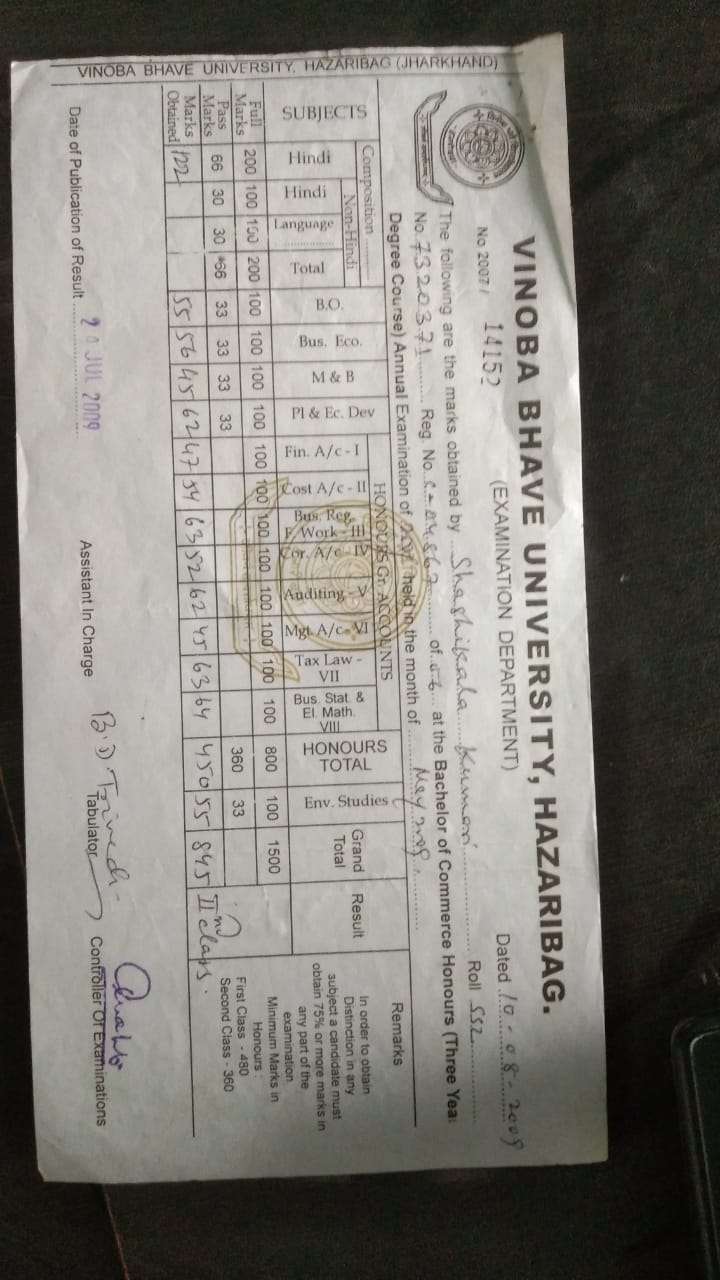 VINOBA BHAVE UNIVERSITY, HAZARIBAG (JHARKHAND)
VINOBA BHAVE UNIVERSITY, HAZARIBAG.
(EXAMINATION DEPARTMENT)
No 2007 / 14152
Dated 10-08-2009
The following are the marks obtained by Shashikala Kumari Roll 552
No. 7320371 Reg. No. of 06 at the Bachelor of Commerce Honours (Three Year
Degree Course) Annual Examination of held in the month of May
SUBJECTS Composition HONOURS Gr. ACCOUNTS HONOURS TOTAL Env. Studies Grand Total Result Remarks
Hindi Non-Hindi Hindi Language Total B.O. Bus. Eco. M & B Pl & Ec. Dev Fin. A/c - I Cost A/c - II Bus. Reg. F. Work - III Cor. A/c - IV Auditing - V Mgt. A/c - VI Tax Law - VII Bus. Stat. & El. Math. VIII
Full Marks 200 100 100 200 100 100 100 100 100 100 100 100 100 100 100 100 800 100 1500
Pass Marks 66 30 30 *66 33 33 33 33 360 33
Marks Obtained 122 55 56 45 62 47 54 63 52 62 45 63 64 450 55 845 IInd class.
In order to obtain
Distinction in any
subject a candidate must
obtain 75% or more marks in
any part of the
examination
Minimum Marks in
Honours :
First Class - 480
Second Class - 360
Date of Publication of Result 20 JUL 2009
Assistant In Charge
B.D. Trivedi
Tabulator
Controller Of Examinations